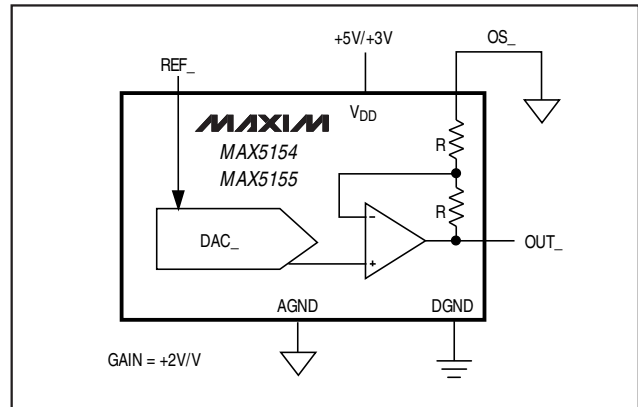 +5V/+3V
OS_
REF_
VDD
MAXIM
MAX5154
MAX5155
R
R
DAC_
−
+
OUT_
AGND
DGND
GAIN = +2V/V